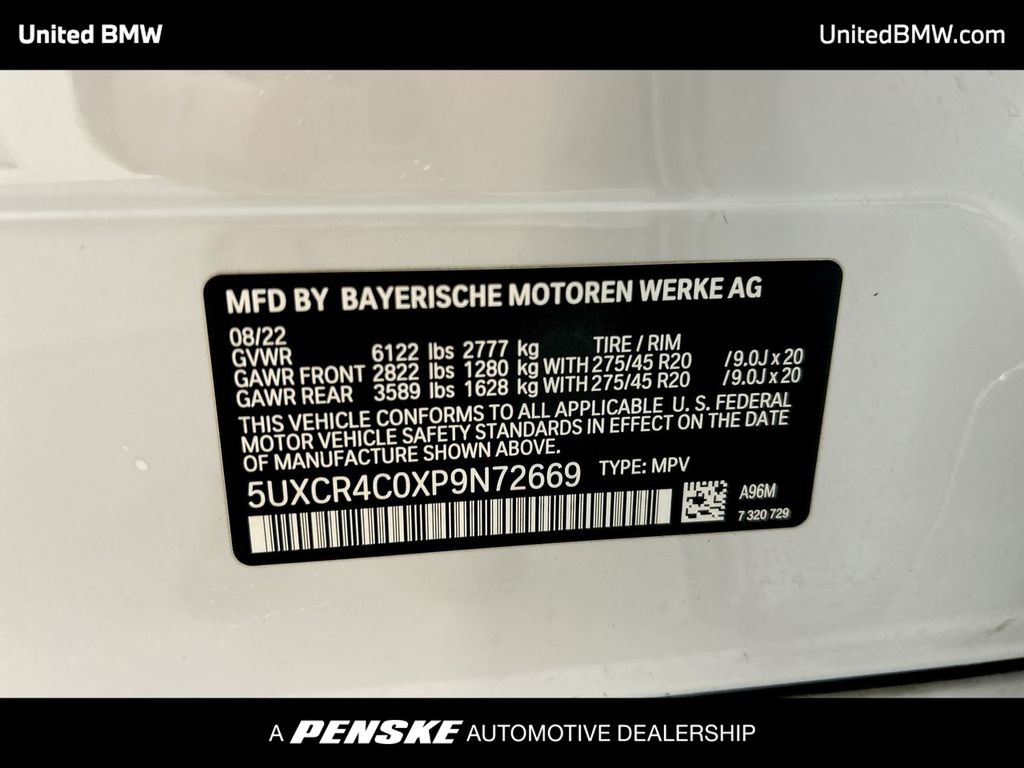 United BMW
UnitedBMW.com
MFD BY BAYERISCHE MOTOREN WERKE AG
08/22
TIRE / RIM
GVWR 6122 lbs 2777 kg
GAWR FRONT 2822 lbs 1280 kg WITH 275/45 R20 /9.0J x 20
GAWR REAR 3589 lbs 1628 kg WITH 275/45 R20 /9.0J x 20
THIS VEHICLE CONFORMS TO ALL APPLICABLE U. S. FEDERAL
MOTOR VEHICLE SAFETY STANDARDS IN EFFECT ON THE DATE
OF MANUFACTURE SHOWN ABOVE.
5UXCR4C0XP9N72669 TYPE: MPV
A96M
7 320 729
A PENSKE AUTOMOTIVE DEALERSHIP